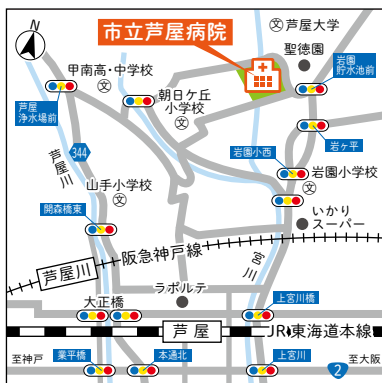 N
市立芦屋病院
文 芦屋大学
聖徳園
甲南高・中学校
文
岩園
貯水池前
朝日ケ丘
小学校
文
芦屋
浄水場前
岩ヶ平
344
芦屋川
岩園小西
岩園小学校
文
山手小学校
文
開森橋東
いかり
スーパー
阪急神戸線
宮川
芦屋川
ラポルテ
大正橋
上宮川橋
芦屋
JR東海道本線
至神戸
業平橋
本通北
上宮川
2
至大阪